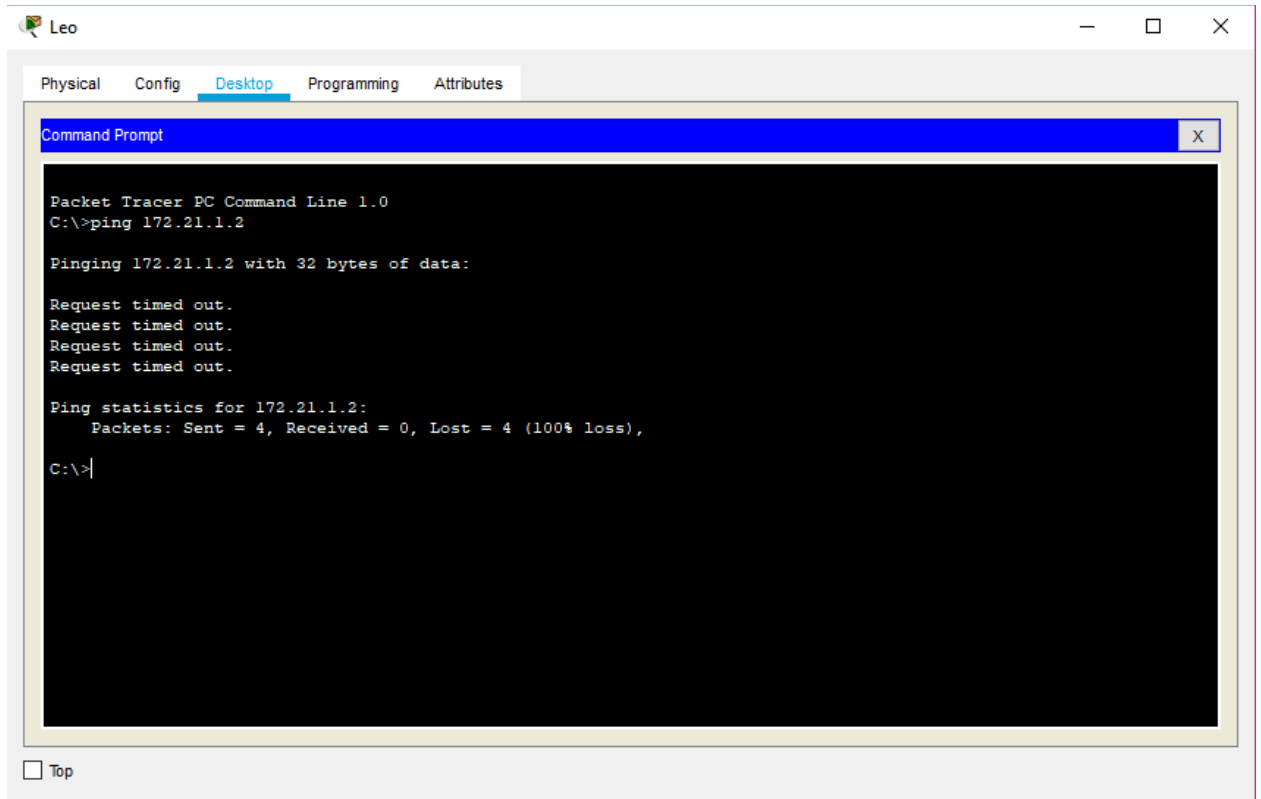 Leo
Physical Config Desktop Programming Attributes
Command Prompt
X
Packet Tracer PC Command Line 1.0
C:\>ping 172.21.1.2
Pinging 172.21.1.2 with 32 bytes of data:
Request timed out.
Request timed out.
Request timed out.
Request timed out.
Ping statistics for 172.21.1.2:
Packets: Sent = 4, Received = 0, Lost = 4 (100% loss),
C:\>
Top